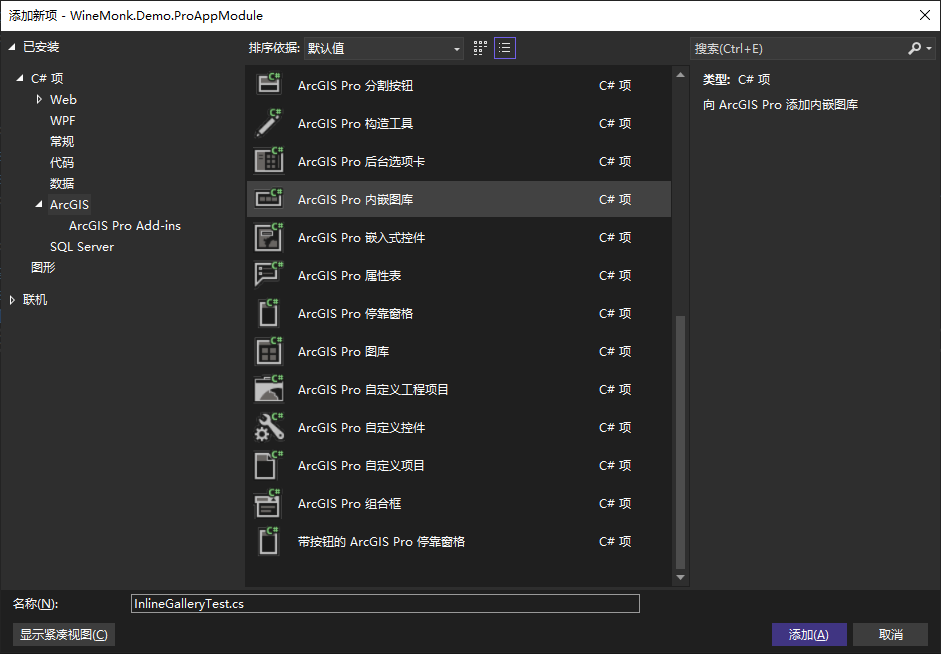 添加新项 - WineMonk.Demo.ProAppModule
已安装
C# 项
Web
WPF
常规
代码
数据
ArcGIS
ArcGIS Pro Add-ins
SQL Server
图形
联机
排序依据: 默认值
ArcGIS Pro 分割按钮 C# 项
ArcGIS Pro 构造工具 C# 项
ArcGIS Pro 后台选项卡 C# 项
ArcGIS Pro 内嵌图库 C# 项
ArcGIS Pro 嵌入式控件 C# 项
ArcGIS Pro 属性表 C# 项
ArcGIS Pro 停靠窗格 C# 项
ArcGIS Pro 图库 C# 项
ArcGIS Pro 自定义工程项目 C# 项
ArcGIS Pro 自定义控件 C# 项
ArcGIS Pro 自定义项目 C# 项
ArcGIS Pro 组合框 C# 项
带按钮的 ArcGIS Pro 停靠窗格 C# 项
搜索(Ctrl+E)
类型: C# 项
向 ArcGIS Pro 添加内嵌图库
名称(N): InlineGalleryTest.cs
显示紧凑视图(C) 添加(A) 取消